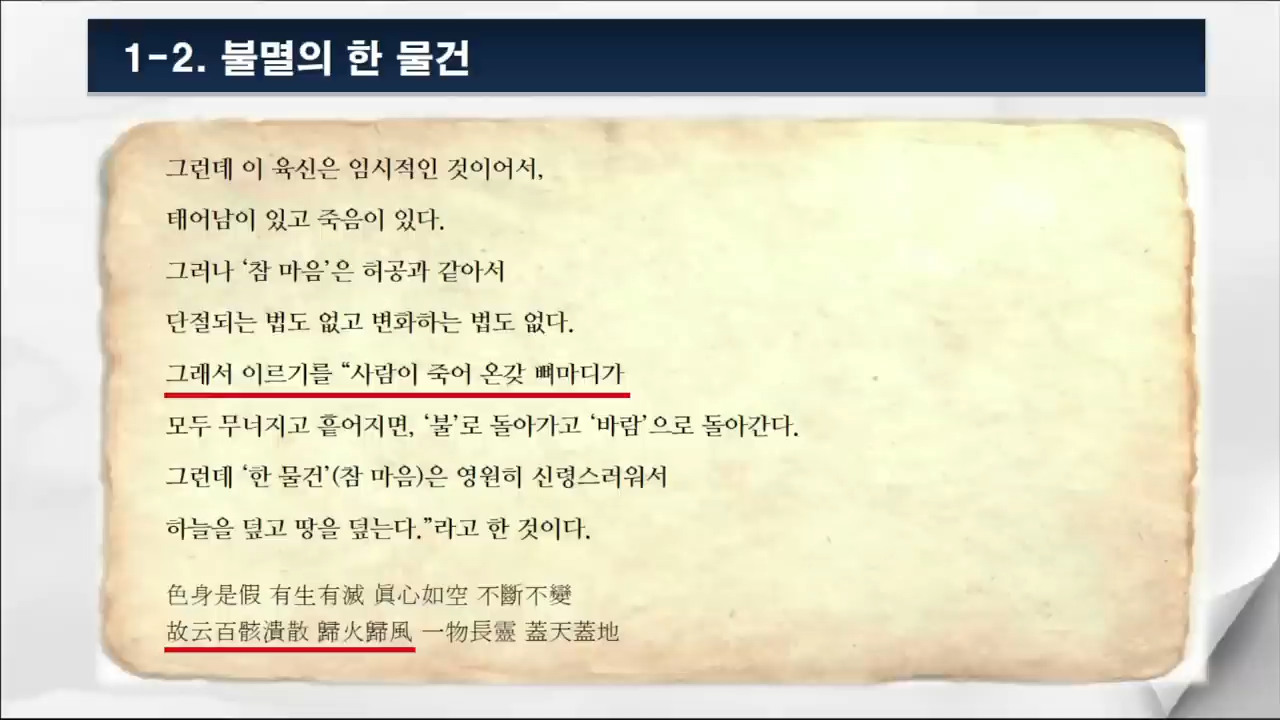 1-2. 불멸의 한 물건
그런데 이 육신은 임시적인 것이어서,
태어남이 있고 죽음이 있다.
그러나 ‘참 마음’은 허공과 같아서
단절되는 법도 없고 변화하는 법도 없다.
그래서 이르기를 “사람이 죽어 온갖 뼈마디가
모두 무너지고 흩어지면, ‘불’로 돌아가고 ‘바람’으로 돌아간다.
그런데 ‘한 물건’(참 마음)은 영원히 신령스러워서
하늘을 덮고 땅을 덮는다.”라고 한 것이다.
色身是假 有生有滅 眞心如空 不斷不變
故云百骸潰散 歸火歸風 一物長靈 蓋天蓋地